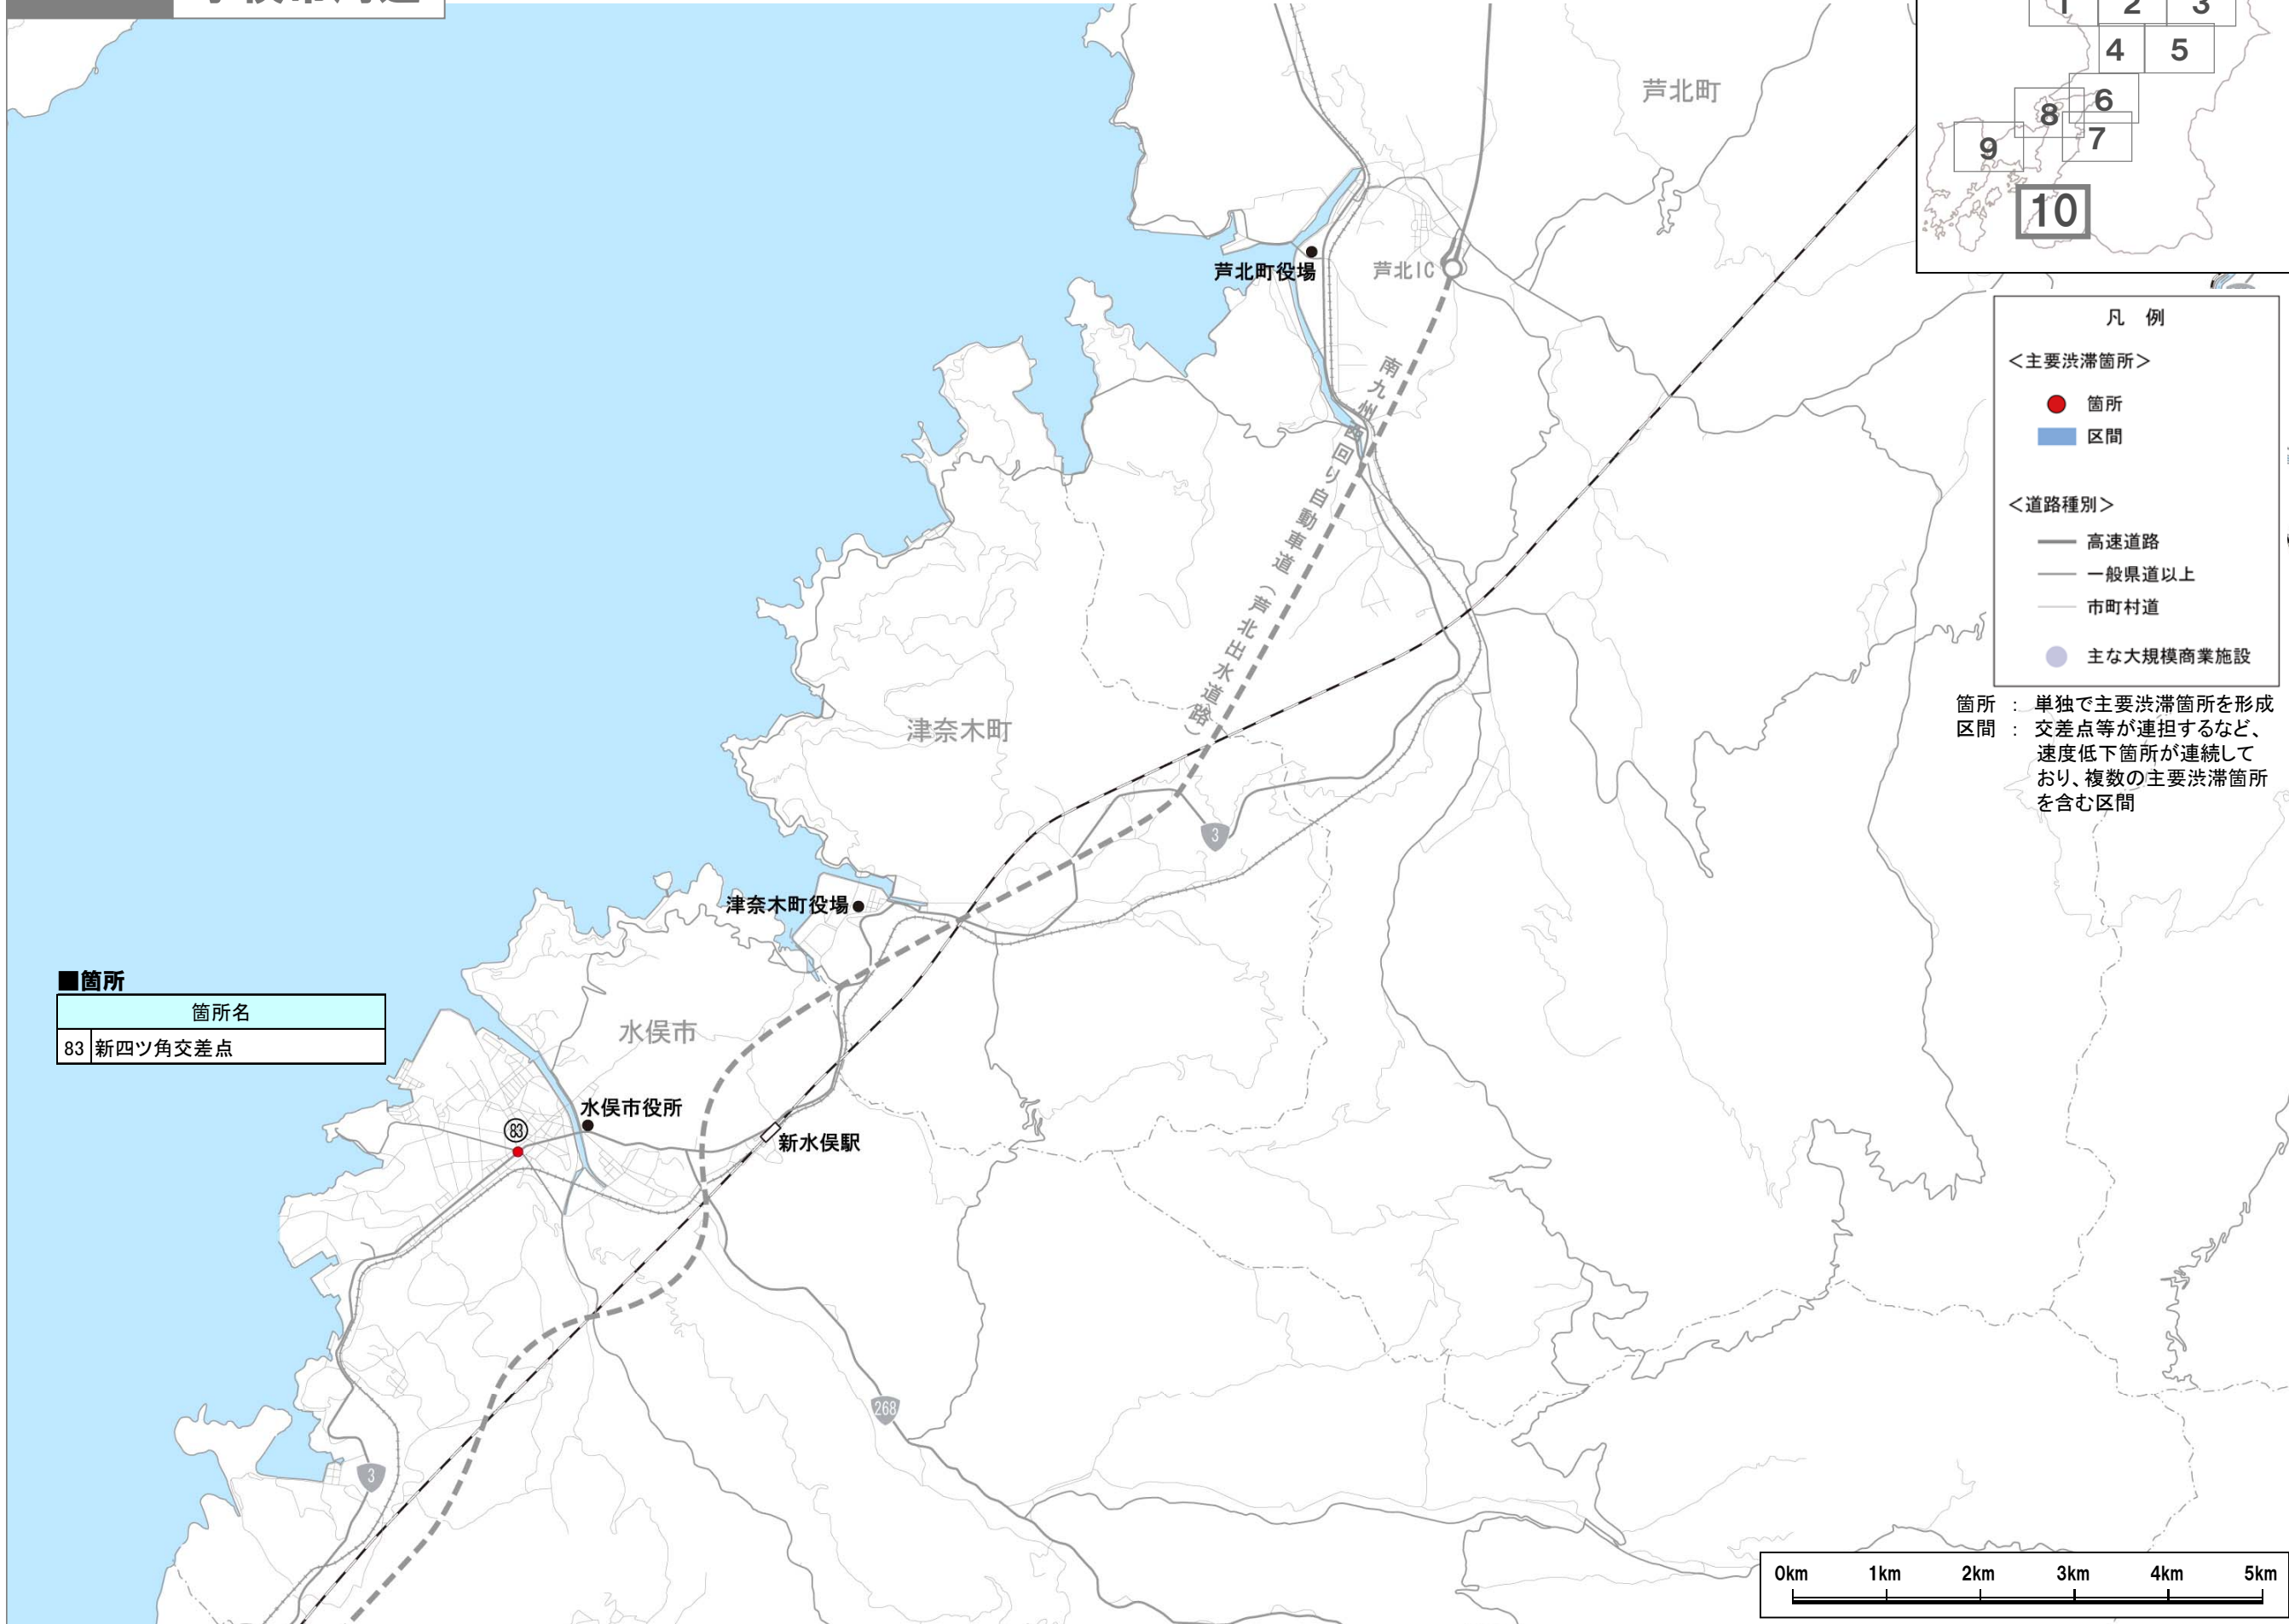 1
2
3
4
5
6
8
7
9
10
芦北町
芦北町役場
芦北IC
南九州西回り自動車道(芦北出水道路)
凡 例
<主要渋滞箇所>
箇所
区間
<道路種別>
高速道路
一般県道以上
市町村道
主な大規模商業施設
箇所 : 単独で主要渋滞箇所を形成
区間 : 交差点等が連担するなど、
速度低下箇所が連続して
おり、複数の主要渋滞箇所
を含む区間
津奈木町
3
津奈木町役場
■箇所
箇所名
83 新四ツ角交差点
水俣市
水俣市役所
83
新水俣駅
268
3
0km 1km 2km 3km 4km 5km